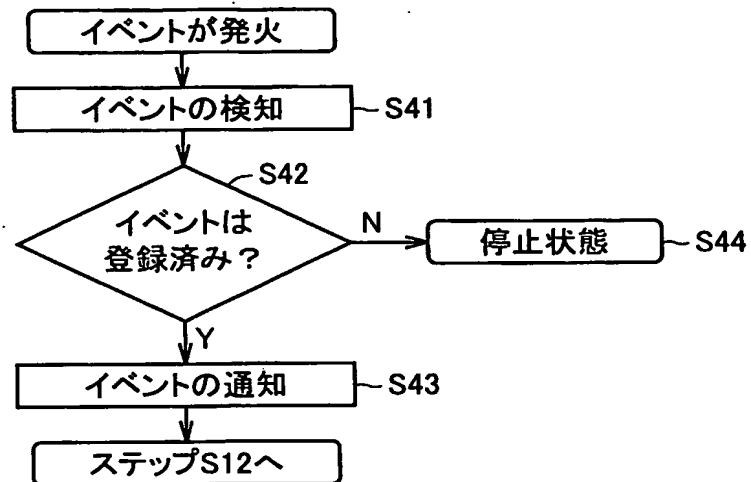 イベントが発火
イベントの検知
S41
S42
イベントは
登録済み？
N
停止状態
S44
Y
イベントの通知
S43
ステップS12へ